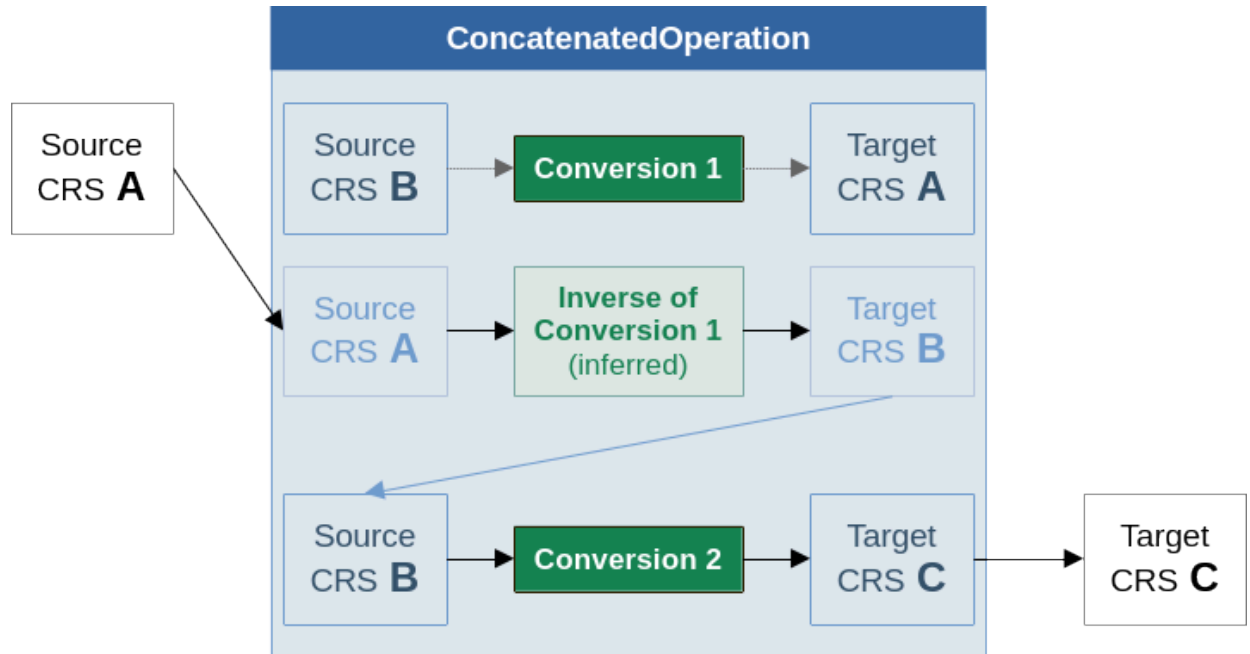 ConcatenatedOperation
Source
CRS A
Source
CRS B
Conversion 1
Target
CRS A
Source
CRS A
Inverse of
Conversion 1
(inferred)
Target
CRS B
Source
CRS B
Conversion 2
Target
CRS C
Target
CRS C